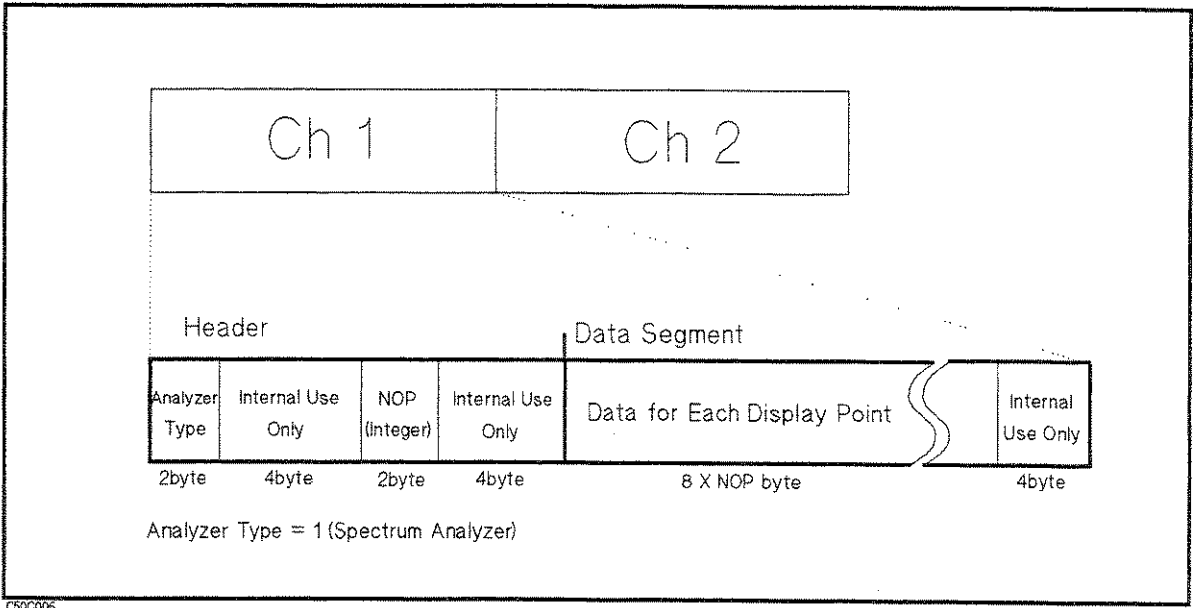 Ch 1
Ch 2
Header
Data Segment
Analyzer
Type
Internal Use
Only
NOP
(Integer)
Internal Use
Only
Data for Each Display Point
Internal
Use Only
2byte
4byte
2byte
4byte
8 X NOP byte
4byte
Analyzer Type = 1 (Spectrum Analyzer)
C50C006